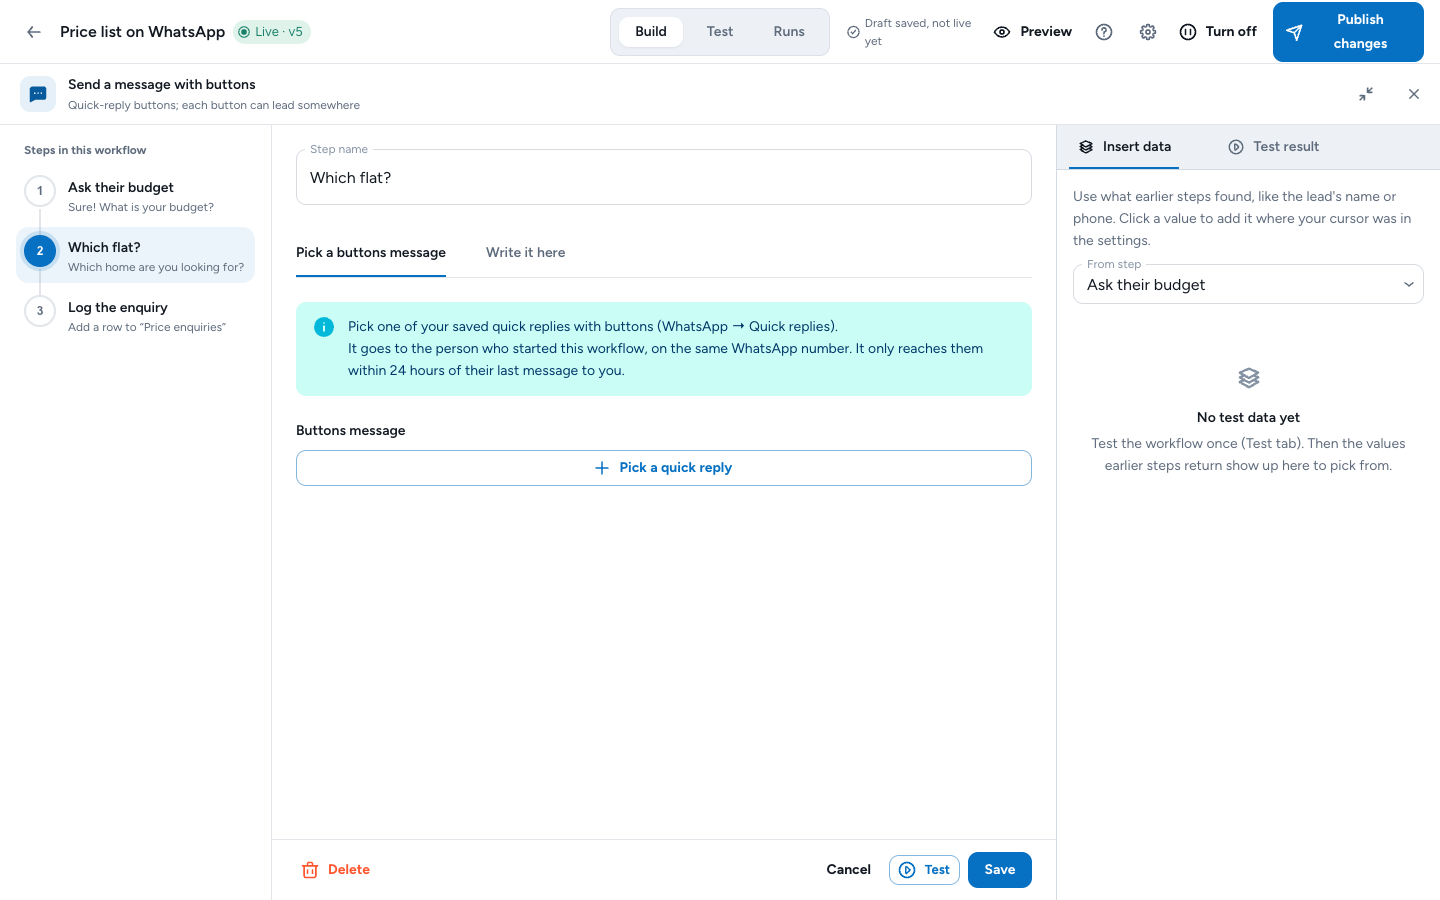 Price list on WhatsApp
Live · v5
Build
Test
Runs
Draft saved, not live
yet
Preview
Turn off
Publish
changes
Send a message with buttons
Quick-reply buttons; each button can lead somewhere
Steps in this workflow
1
Ask their budget
Sure! What is your budget?
2
Which flat?
Which home are you looking for?
3
Log the enquiry
Add a row to “Price enquiries”
Step name
Which flat?
Pick a buttons message
Write it here
Pick one of your saved quick replies with buttons (WhatsApp → Quick replies).
It goes to the person who started this workflow, on the same WhatsApp number. It only reaches them
within 24 hours of their last message to you.
Buttons message
Pick a quick reply
Delete
Cancel
Test
Save
Insert data
Test result
Use what earlier steps found, like the lead's name or
phone. Click a value to add it where your cursor was in
the settings.
From step
Ask their budget
No test data yet
Test the workflow once (Test tab). Then the values
earlier steps return show up here to pick from.